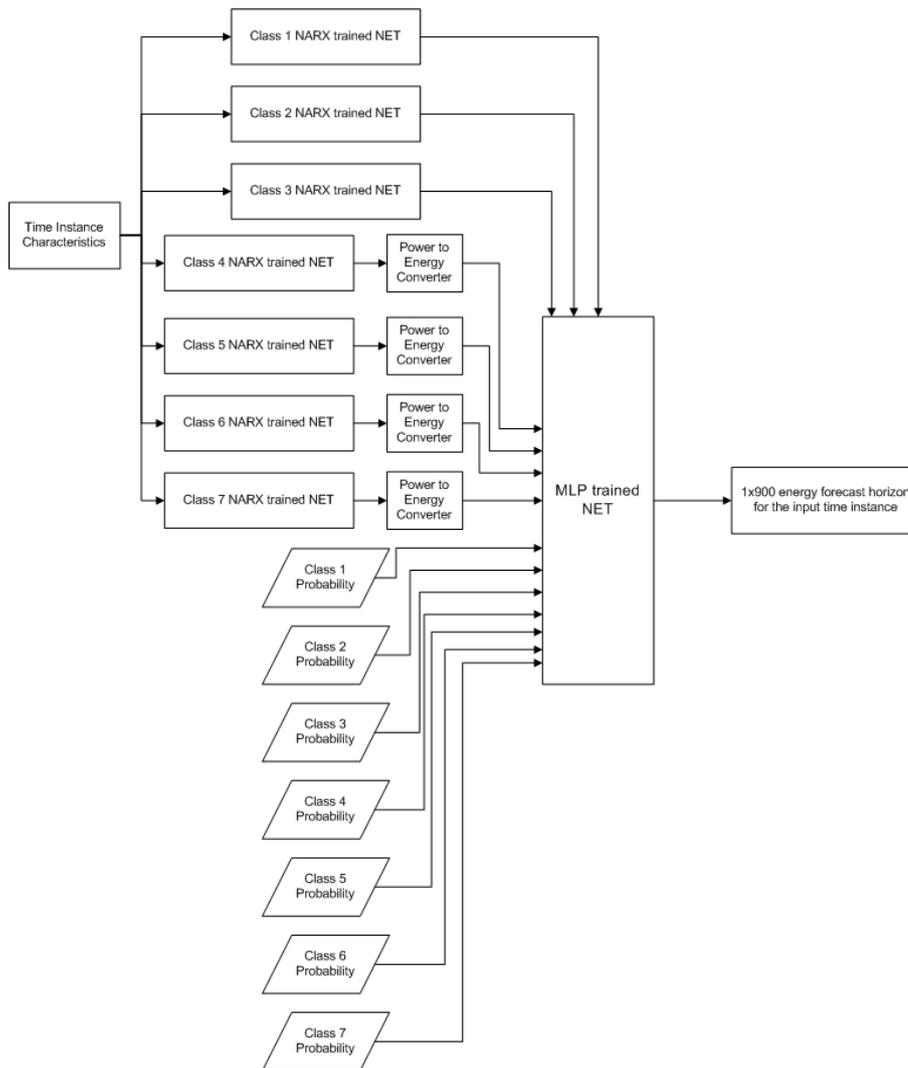 Class 1 NARX trained NET
Class 2 NARX trained NET
Class 3 NARX trained NET
Time Instance
Characteristics
Class 4 NARX trained NET
Power to
Energy
Converter
Class 5 NARX trained NET
Power to
Energy
Converter
Class 6 NARX trained NET
Power to
Energy
Converter
Class 7 NARX trained NET
Power to
Energy
Converter
MLP trained
NET
1x900 energy forecast horizon
for the input time instance
Class 1
Probability
Class 2
Probability
Class 3
Probability
Class 4
Probability
Class 5
Probability
Class 6
Probability
Class 7
Probability